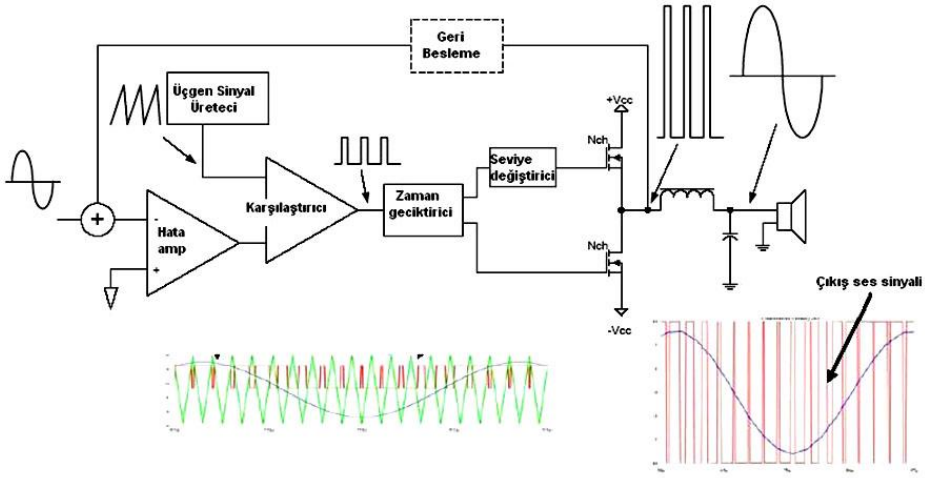 Geri
Besleme
Üçgen Sinyal
Üreteci
+Vcc
Nch
Seviye
değiştirici
Karşılaştırıcı
Zaman
geciktirici
+
-
Hata
amp
+
Nch
-Vcc
Çıkış ses sinyali